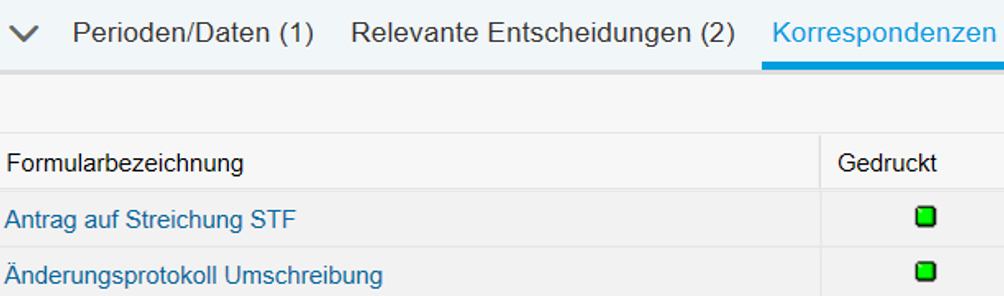 Perioden/Daten (1) Relevante Entscheidungen (2) Korrespondenzen
Formularbezeichnung Gedruckt
Antrag auf Streichung STF
Änderungsprotokoll Umschreibung